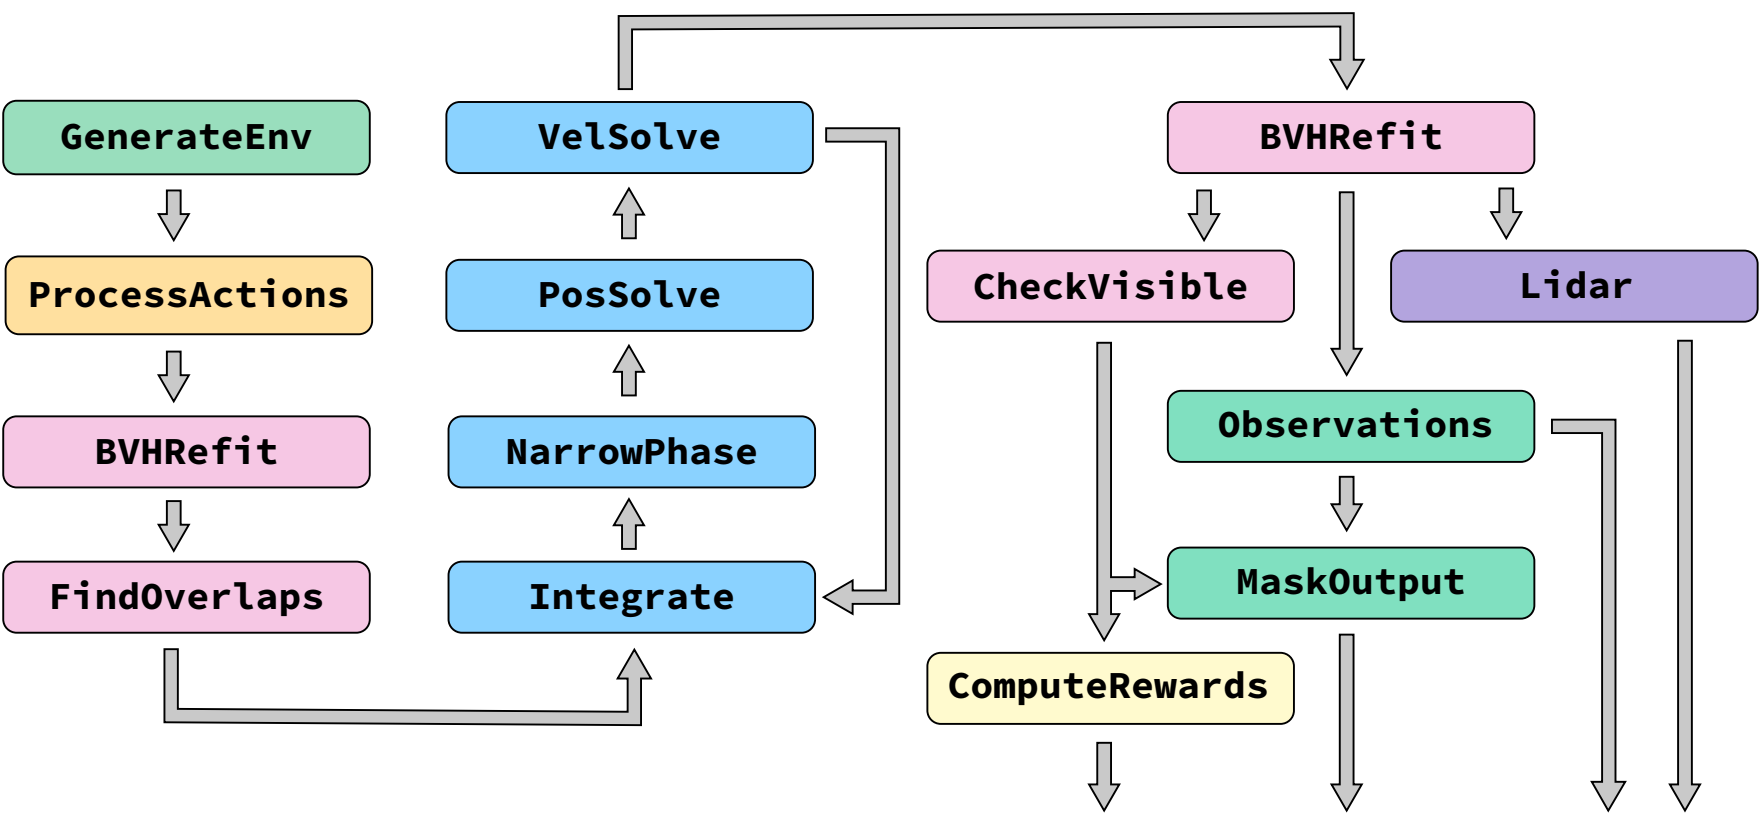 GenerateEnv
ProcessActions
BVHRefit
FindOverlaps
VelSolve
PosSolve
NarrowPhase
Integrate
BVHRefit
CheckVisible
Lidar
Observations
MaskOutput
ComputeRewards